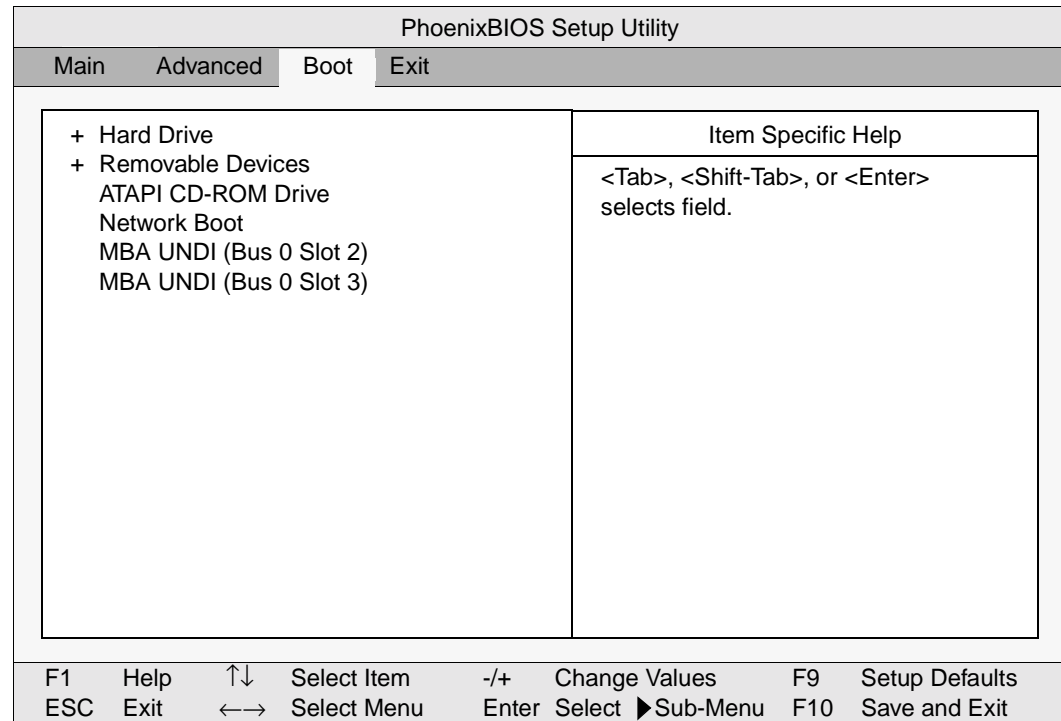 PhoenixBIOS Setup Utility
Main Advanced Boot Exit
+ Hard Drive
+ Removable Devices
ATAPI CD-ROM Drive
Network Boot
MBA UNDI (Bus 0 Slot 2)
MBA UNDI (Bus 0 Slot 3)
Item Specific Help
<Tab>, <Shift-Tab>, or <Enter>
selects field.
F1 Help ↑↓ Select Item -/+ Change Values F9 Setup Defaults
ESC Exit ←→ Select Menu Enter Select ▶Sub-Menu F10 Save and Exit